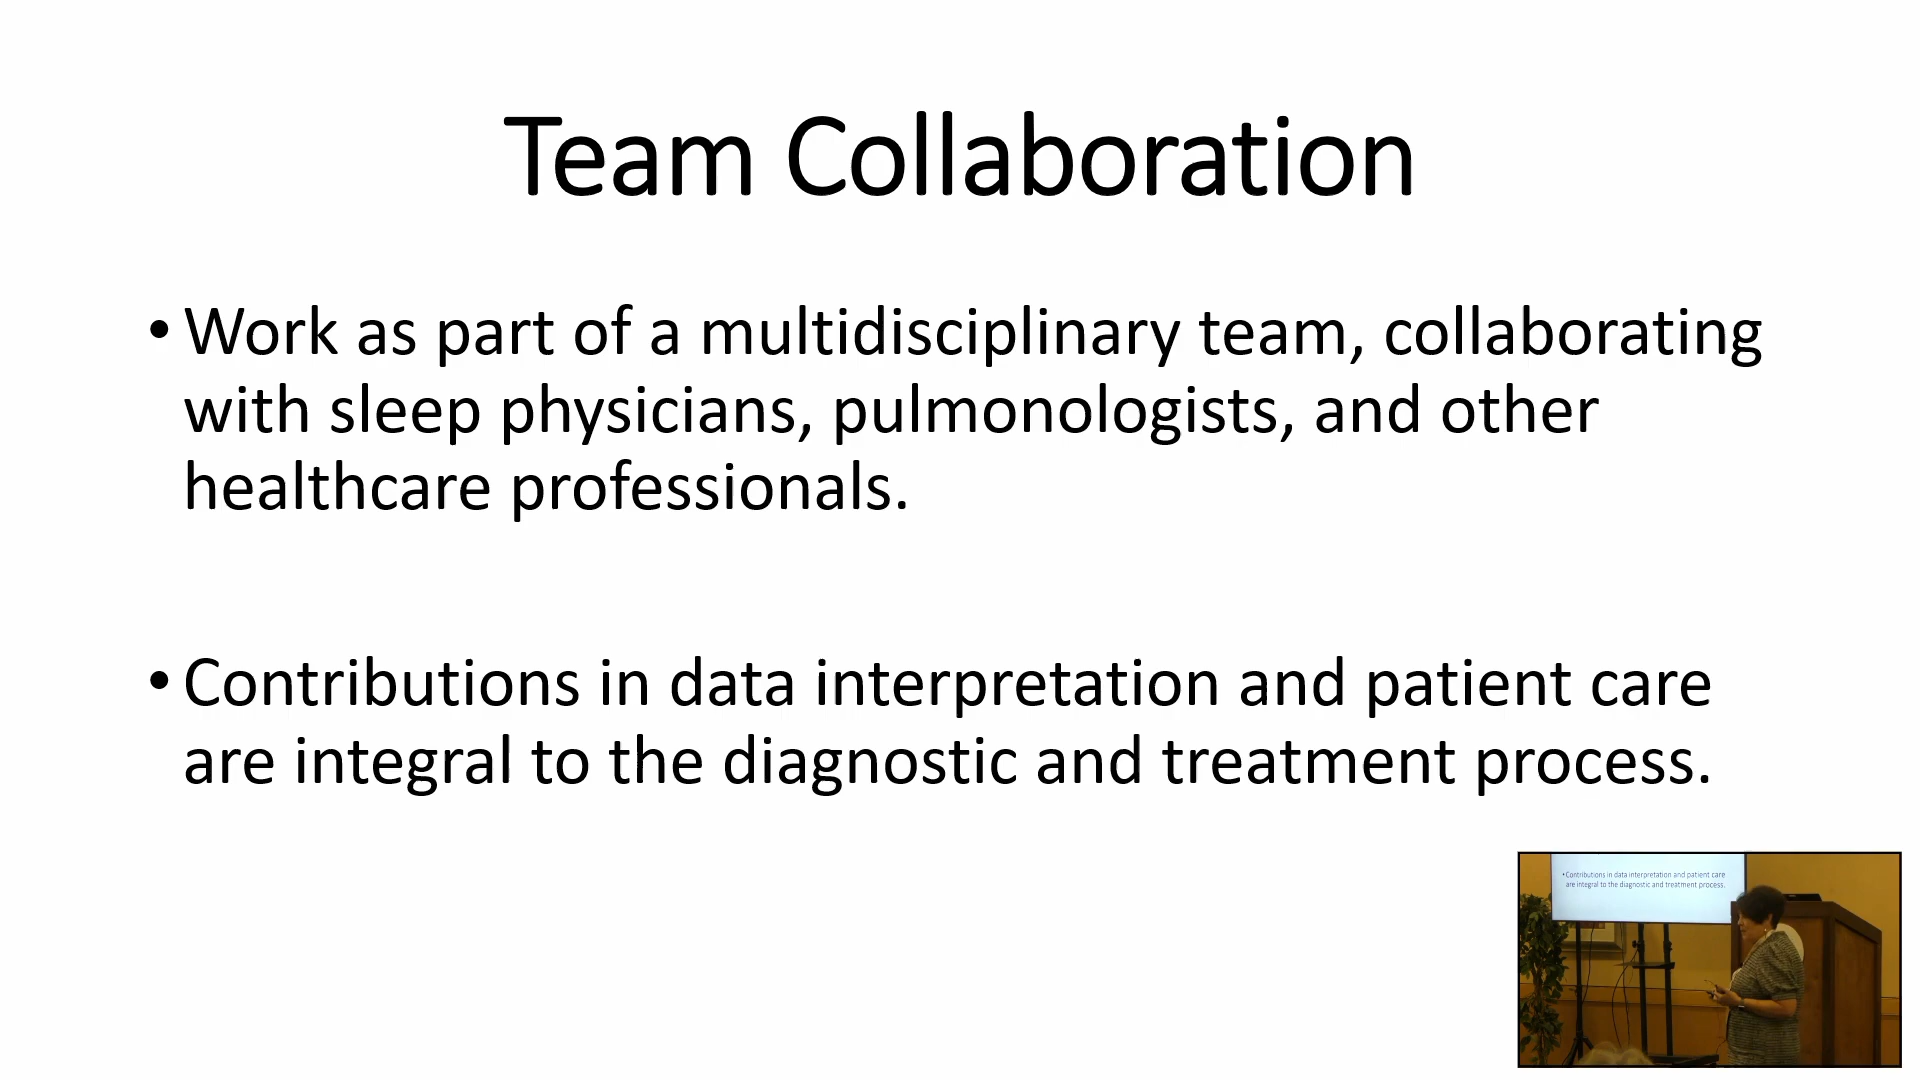 Team Collaboration
• Work as part of a multidisciplinary team, collaborating
with sleep physicians, pulmonologists, and other
healthcare professionals.
• Contributions in data interpretation and patient care
are integral to the diagnostic and treatment process.
• Contributions in data interpretation and patient care
are integral to the diagnostic and treatment process.